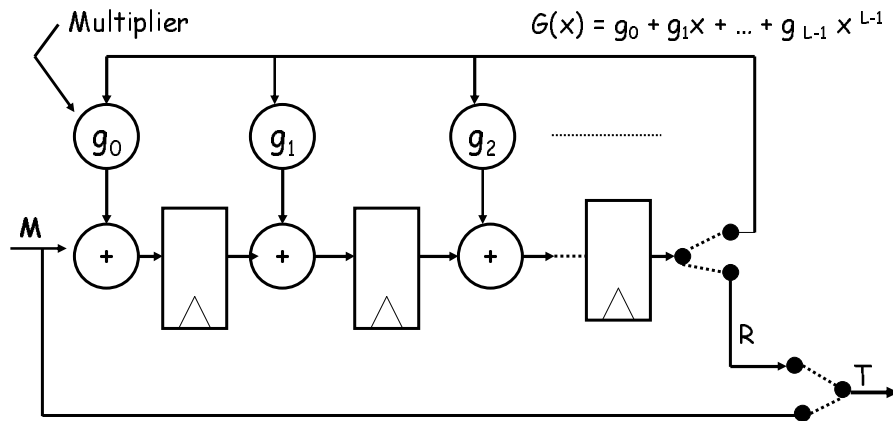 Multiplier
G(x) = g₀ + g₁x + ... + g L-1 x L-1
g₀
g₁
g₂
M
+
+
+
R
T